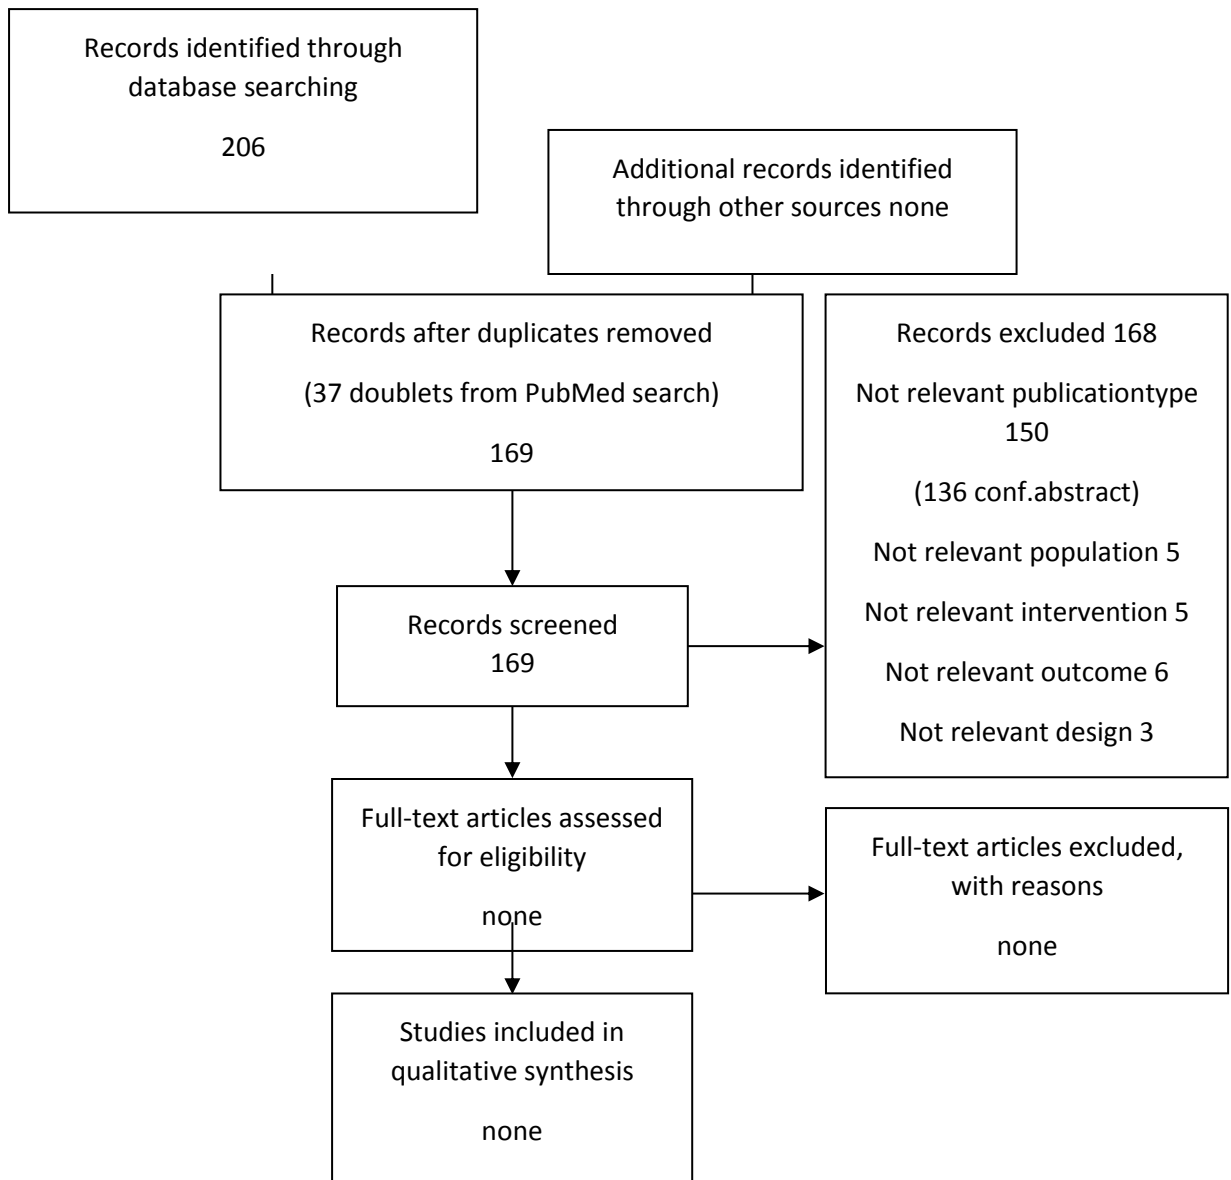 Records identified through
database searching
206
Additional records identified
through other sources none
Records after duplicates removed
(37 doublets from PubMed search)
169
Records excluded 168
Not relevant publicationtype
150
(136 conf.abstract)
Not relevant population 5
Not relevant intervention 5
Not relevant outcome 6
Not relevant design 3
Records screened
169
Full-text articles assessed
for eligibility
none
Full-text articles excluded,
with reasons
none
Studies included in
qualitative synthesis
none